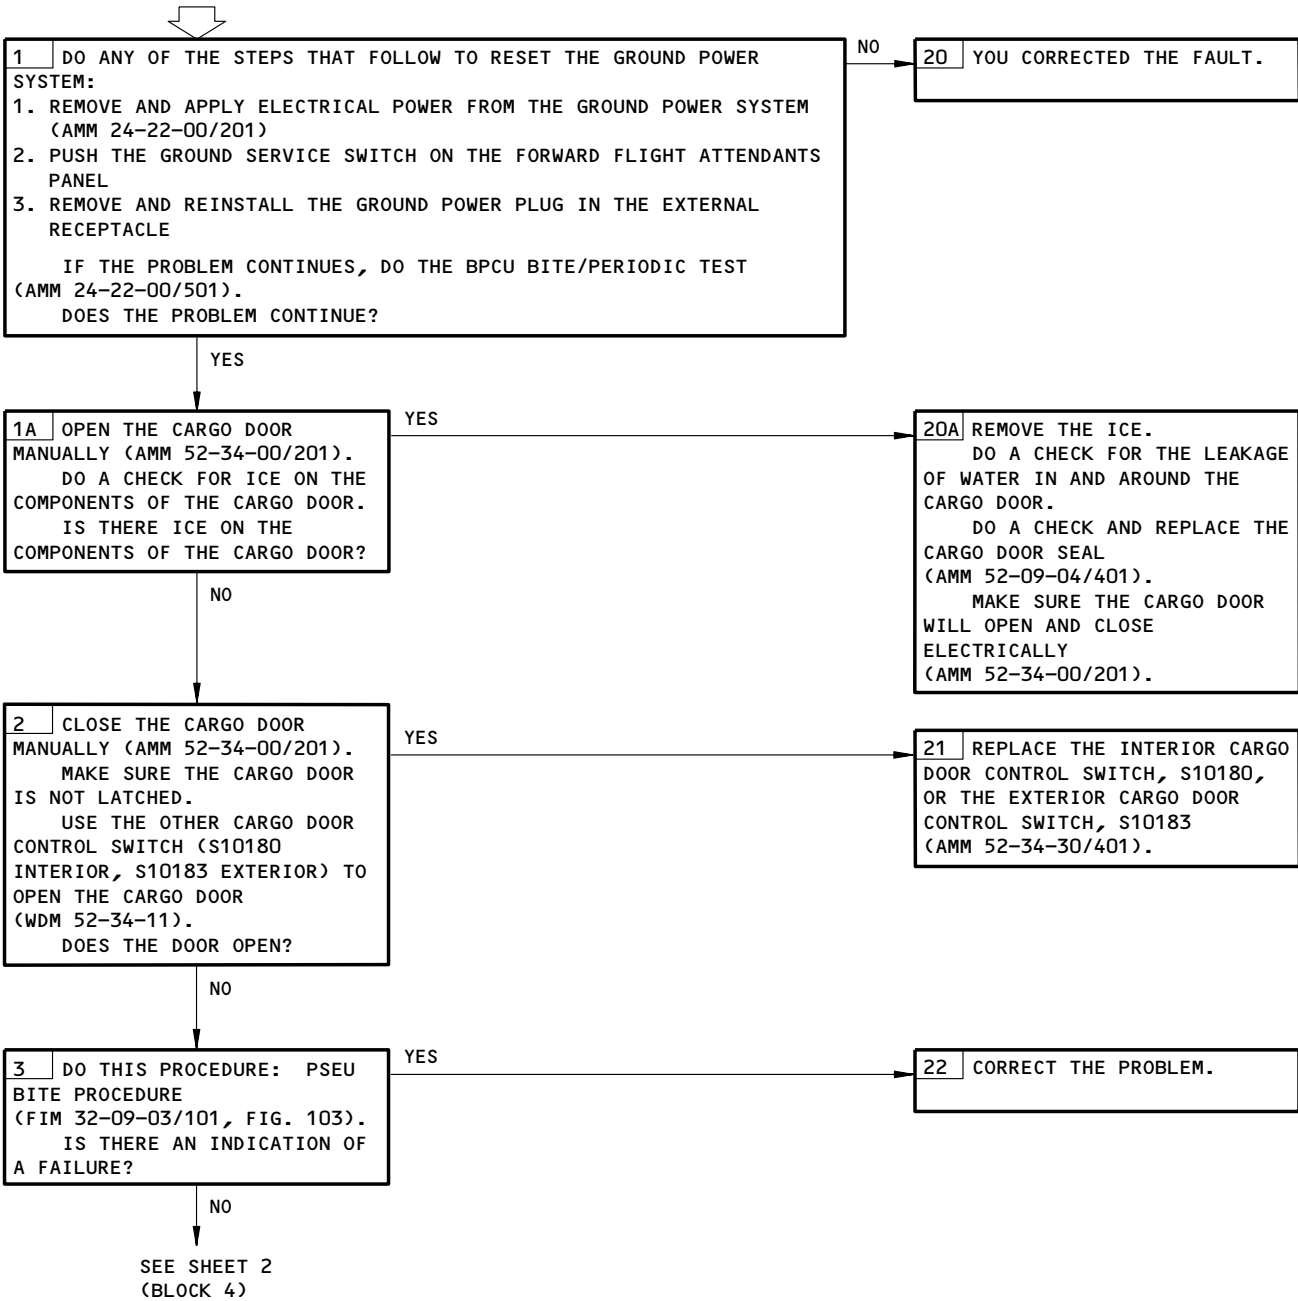 1 DO ANY OF THE STEPS THAT FOLLOW TO RESET THE GROUND POWER
SYSTEM:
1. REMOVE AND APPLY ELECTRICAL POWER FROM THE GROUND POWER SYSTEM
(AMM 24-22-00/201)
2. PUSH THE GROUND SERVICE SWITCH ON THE FORWARD FLIGHT ATTENDANTS
PANEL
3. REMOVE AND REINSTALL THE GROUND POWER PLUG IN THE EXTERNAL
RECEPTACLE
IF THE PROBLEM CONTINUES, DO THE BPCU BITE/PERIODIC TEST
(AMM 24-22-00/501).
DOES THE PROBLEM CONTINUE?
NO
20 YOU CORRECTED THE FAULT.
YES
1A OPEN THE CARGO DOOR
MANUALLY (AMM 52-34-00/201).
DO A CHECK FOR ICE ON THE
COMPONENTS OF THE CARGO DOOR.
IS THERE ICE ON THE
COMPONENTS OF THE CARGO DOOR?
YES
20A REMOVE THE ICE.
DO A CHECK FOR THE LEAKAGE
OF WATER IN AND AROUND THE
CARGO DOOR.
DO A CHECK AND REPLACE THE
CARGO DOOR SEAL
(AMM 52-09-04/401).
MAKE SURE THE CARGO DOOR
WILL OPEN AND CLOSE
ELECTRICALLY
(AMM 52-34-00/201).
NO
2 CLOSE THE CARGO DOOR
MANUALLY (AMM 52-34-00/201).
MAKE SURE THE CARGO DOOR
IS NOT LATCHED.
USE THE OTHER CARGO DOOR
CONTROL SWITCH (S10180
INTERIOR, S10183 EXTERIOR) TO
OPEN THE CARGO DOOR
(WDM 52-34-11).
DOES THE DOOR OPEN?
YES
21 REPLACE THE INTERIOR CARGO
DOOR CONTROL SWITCH, S10180,
OR THE EXTERIOR CARGO DOOR
CONTROL SWITCH, S10183
(AMM 52-34-30/401).
NO
3 DO THIS PROCEDURE: PSEU
BITE PROCEDURE
(FIM 32-09-03/101, FIG. 103).
IS THERE AN INDICATION OF
A FAILURE?
YES
22 CORRECT THE PROBLEM.
NO
SEE SHEET 2
(BLOCK 4)